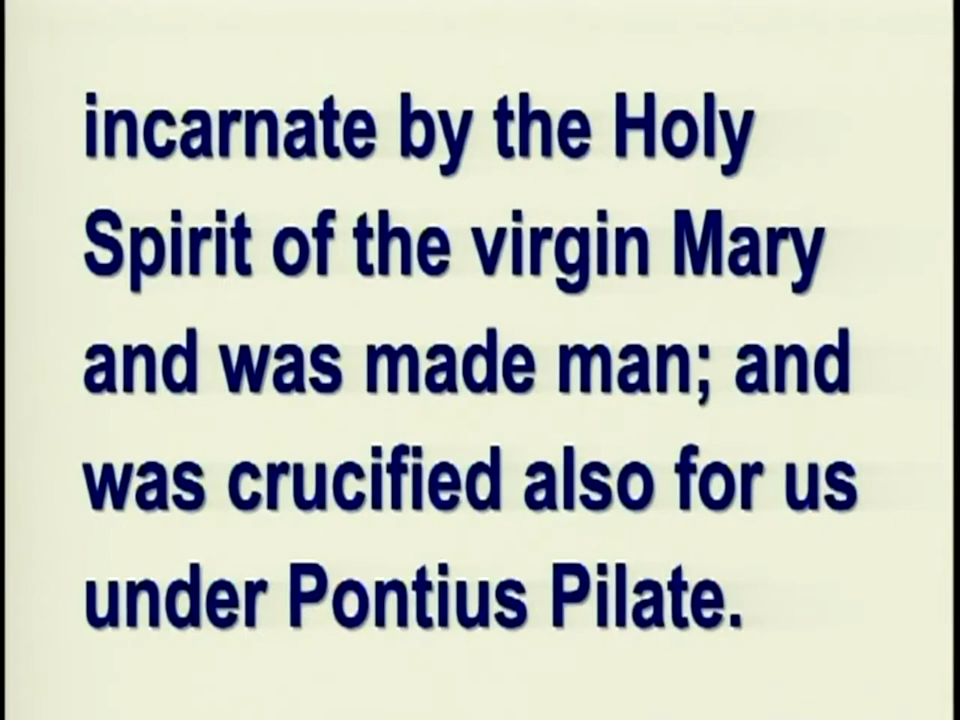 incarnate by the Holy
Spirit of the virgin Mary
and was made man; and
was crucified also for us
under Pontius Pilate.